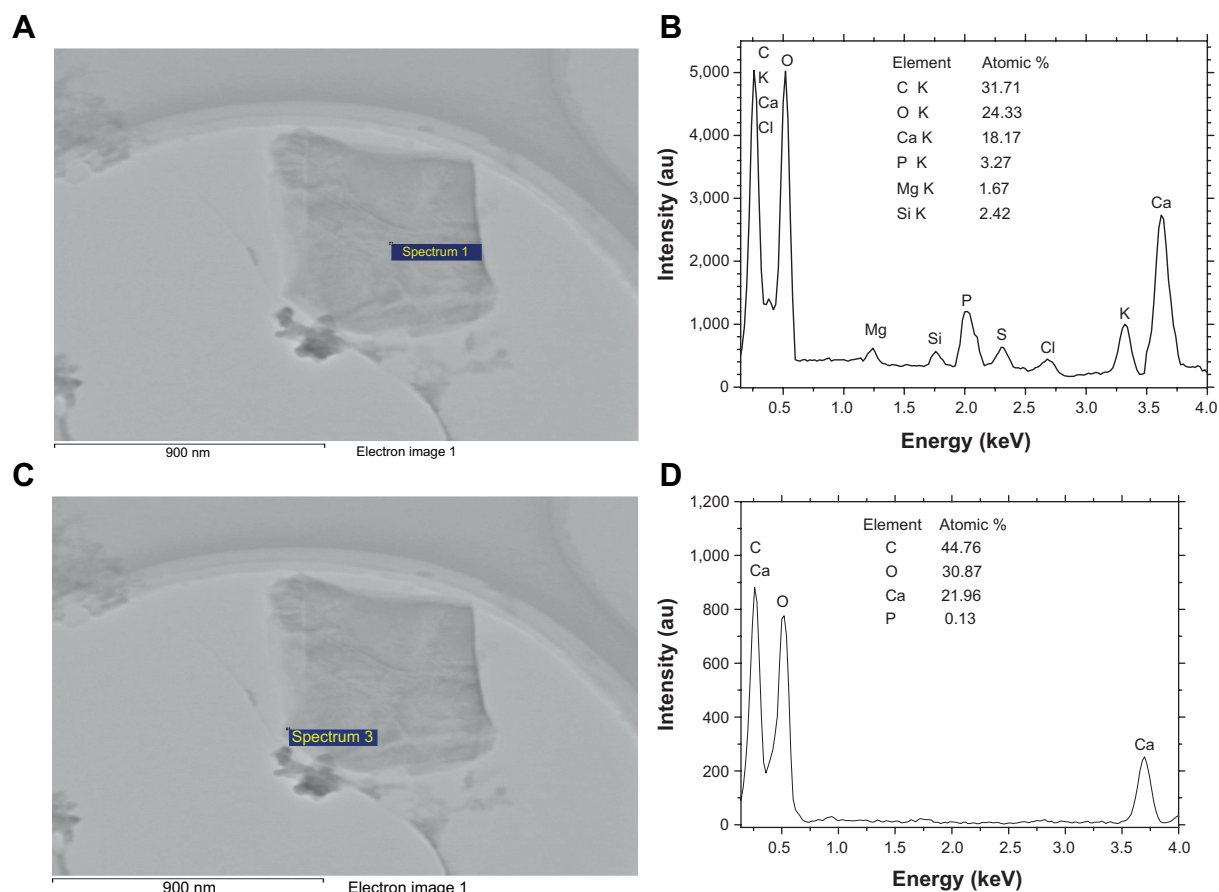 A
Spectrum 1
900 nm
Electron image 1
B
Intensity (au)
5,000
4,000
3,000
2,000
1,000
0
C
K
Ca
Cl
O
Element Atomic %
C K 31.71
O K 24.33
Ca K 18.17
P K 3.27
Mg K 1.67
Si K 2.42
Mg
Si
P
S
Cl
K
Ca
0.5 1.0 1.5 2.0 2.5 3.0 3.5 4.0
Energy (keV)
C
Spectrum 3
900 nm
Electron image 1
D
Intensity (au)
1,200
1,000
800
600
400
200
0
C
Ca
O
Element Atomic %
C 44.76
O 30.87
Ca 21.96
P 0.13
Ca
0.5 1.0 1.5 2.0 2.5 3.0 3.5 4.0
Energy (keV)